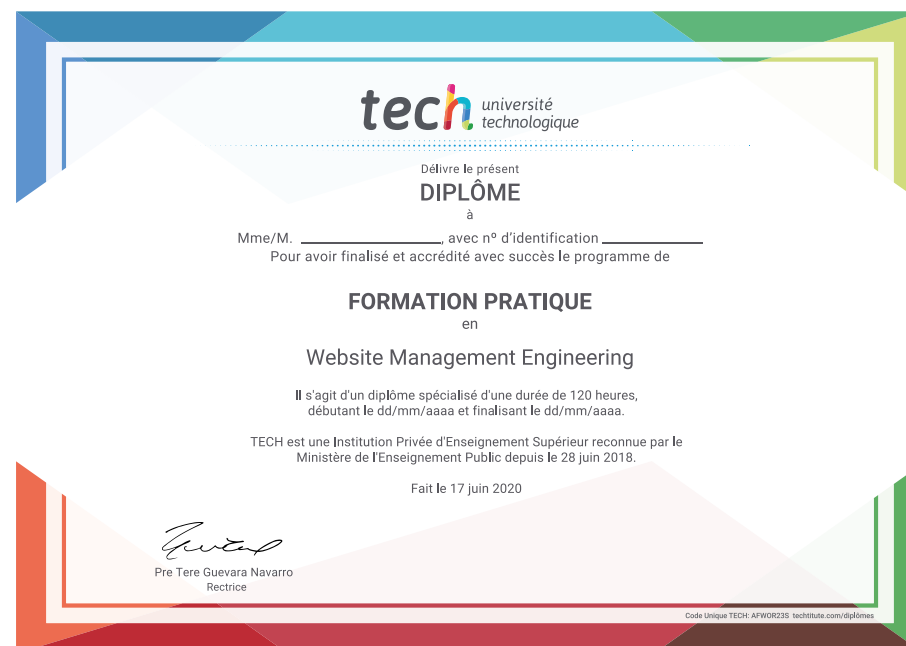 tech université
technologique
Délivre le présent
DIPLÔME
à
Mme/M. ____________________, avec nº d'identification ______________
Pour avoir finalisé et accrédité avec succès le programme de
FORMATION PRATIQUE
en
Website Management Engineering
Il s'agit d'un diplôme spécialisé d'une durée de 120 heures,
débutant le dd/mm/aaaa et finalisant le dd/mm/aaaa.
TECH est une Institution Privée d'Enseignement Supérieur reconnue par le
Ministère de l'Enseignement Public depuis le 28 juin 2018.
Fait le 17 juin 2020
Pre Tere Guevara Navarro
Rectrice
Code Unique TECH: AFWOR23S techtitute.com/diplômes